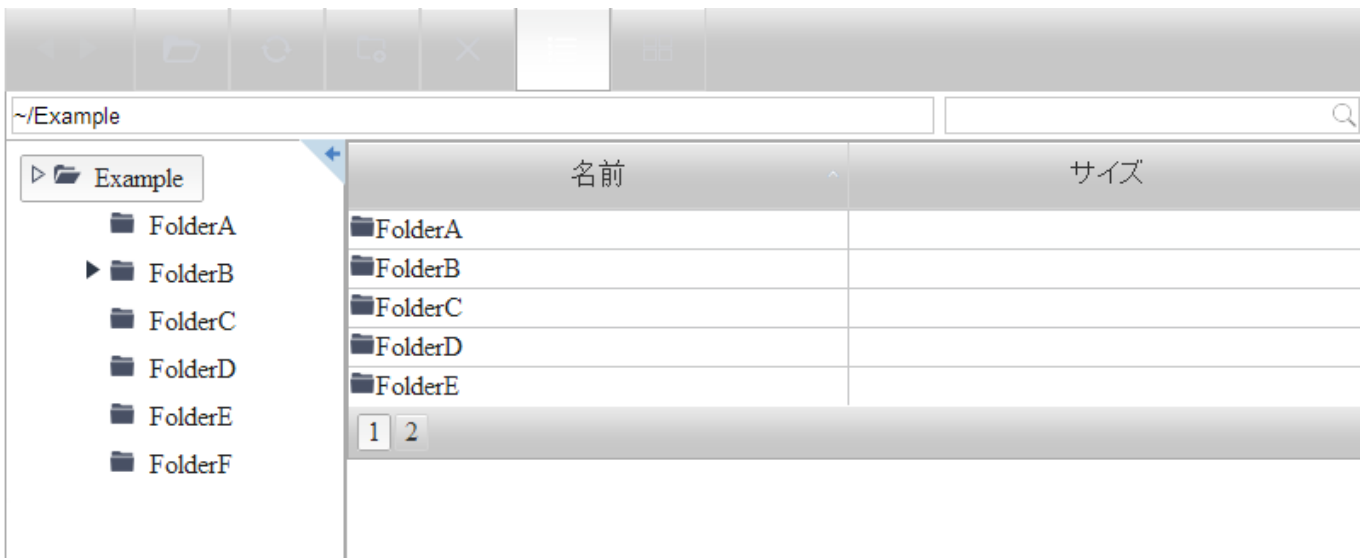 ~/Example
Example
FolderA
FolderB
FolderC
FolderD
FolderE
FolderF
名前 サイズ
FolderA
FolderB
FolderC
FolderD
FolderE
1 2